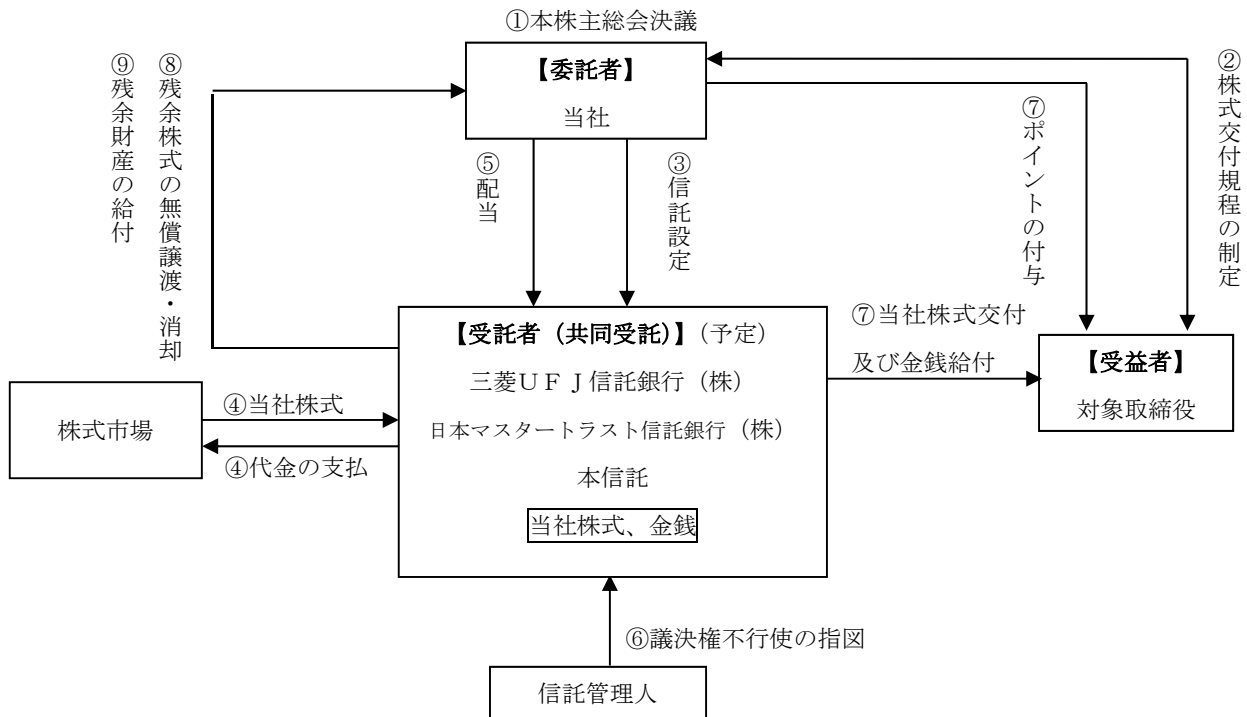 ①本株主総会決議
【委託者】
当社
⑨残余財産の給付
⑧残余株式の無償譲渡・消却
⑤配当
③信託設定
⑦ポイントの付与
②株式交付規程の制定
【受託者（共同受託）】（予定）
三菱ＵＦＪ信託銀行（株）
日本マスタートラスト信託銀行（株）
本信託
当社株式、金銭
⑦当社株式交付
及び金銭給付
【受益者】
対象取締役
株式市場
④当社株式
④代金の支払
⑥議決権不行使の指図
信託管理人